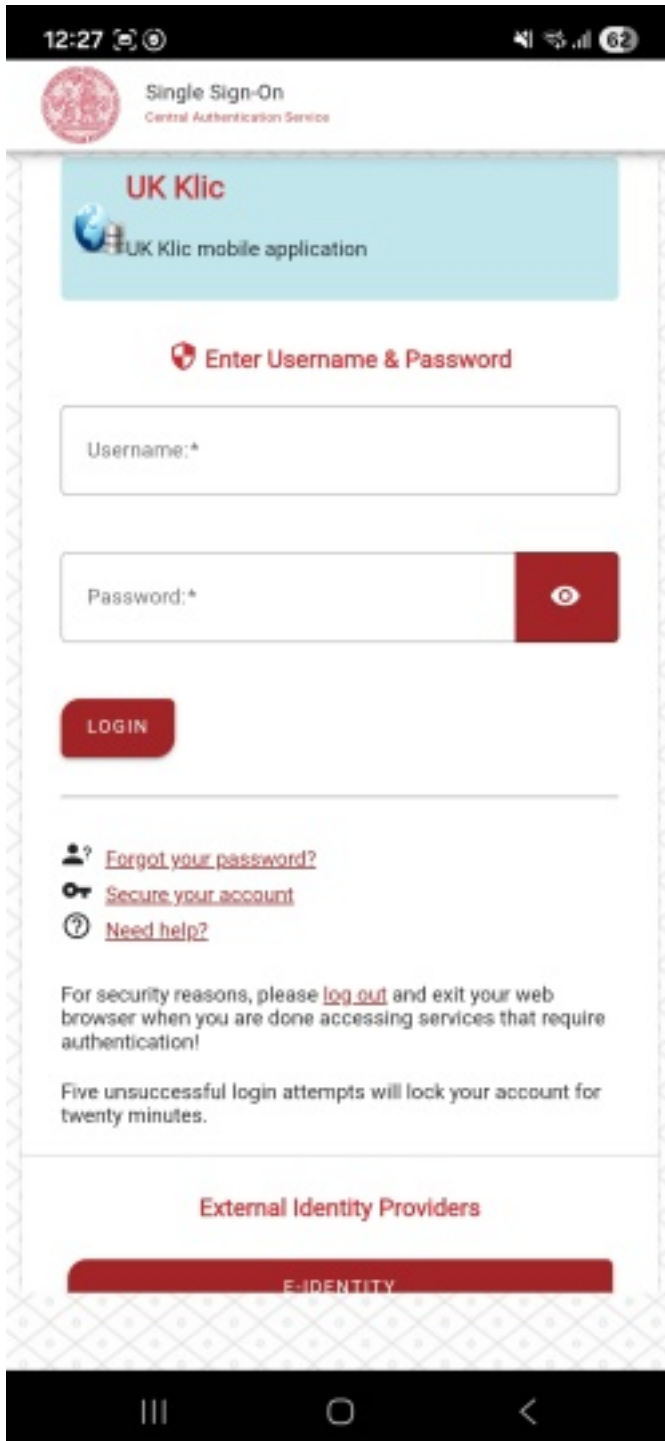 12:27
62
Single Sign-On
Central Authentication Service
UK Klic
UK Klic mobile application
Enter Username & Password
Username:*
Password:*
LOGIN
Forgot your password?
Secure your account
Need help?
For security reasons, please log out and exit your web
browser when you are done accessing services that require
authentication!
Five unsuccessful login attempts will lock your account for
twenty minutes.
External Identity Providers
E-IDENTITY